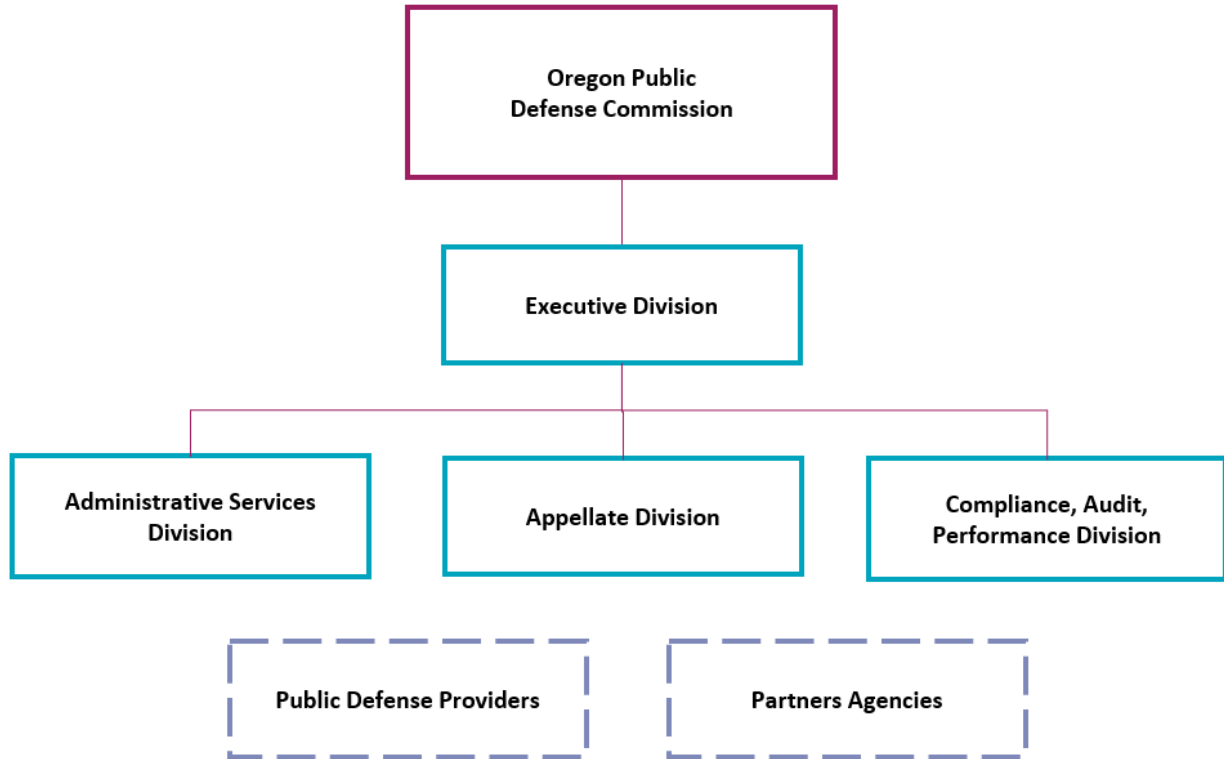 Oregon Public
Defense Commission
Executive Division
Administrative Services
Division
Appellate Division
Compliance, Audit,
Performance Division
Public Defense Providers
Partners Agencies